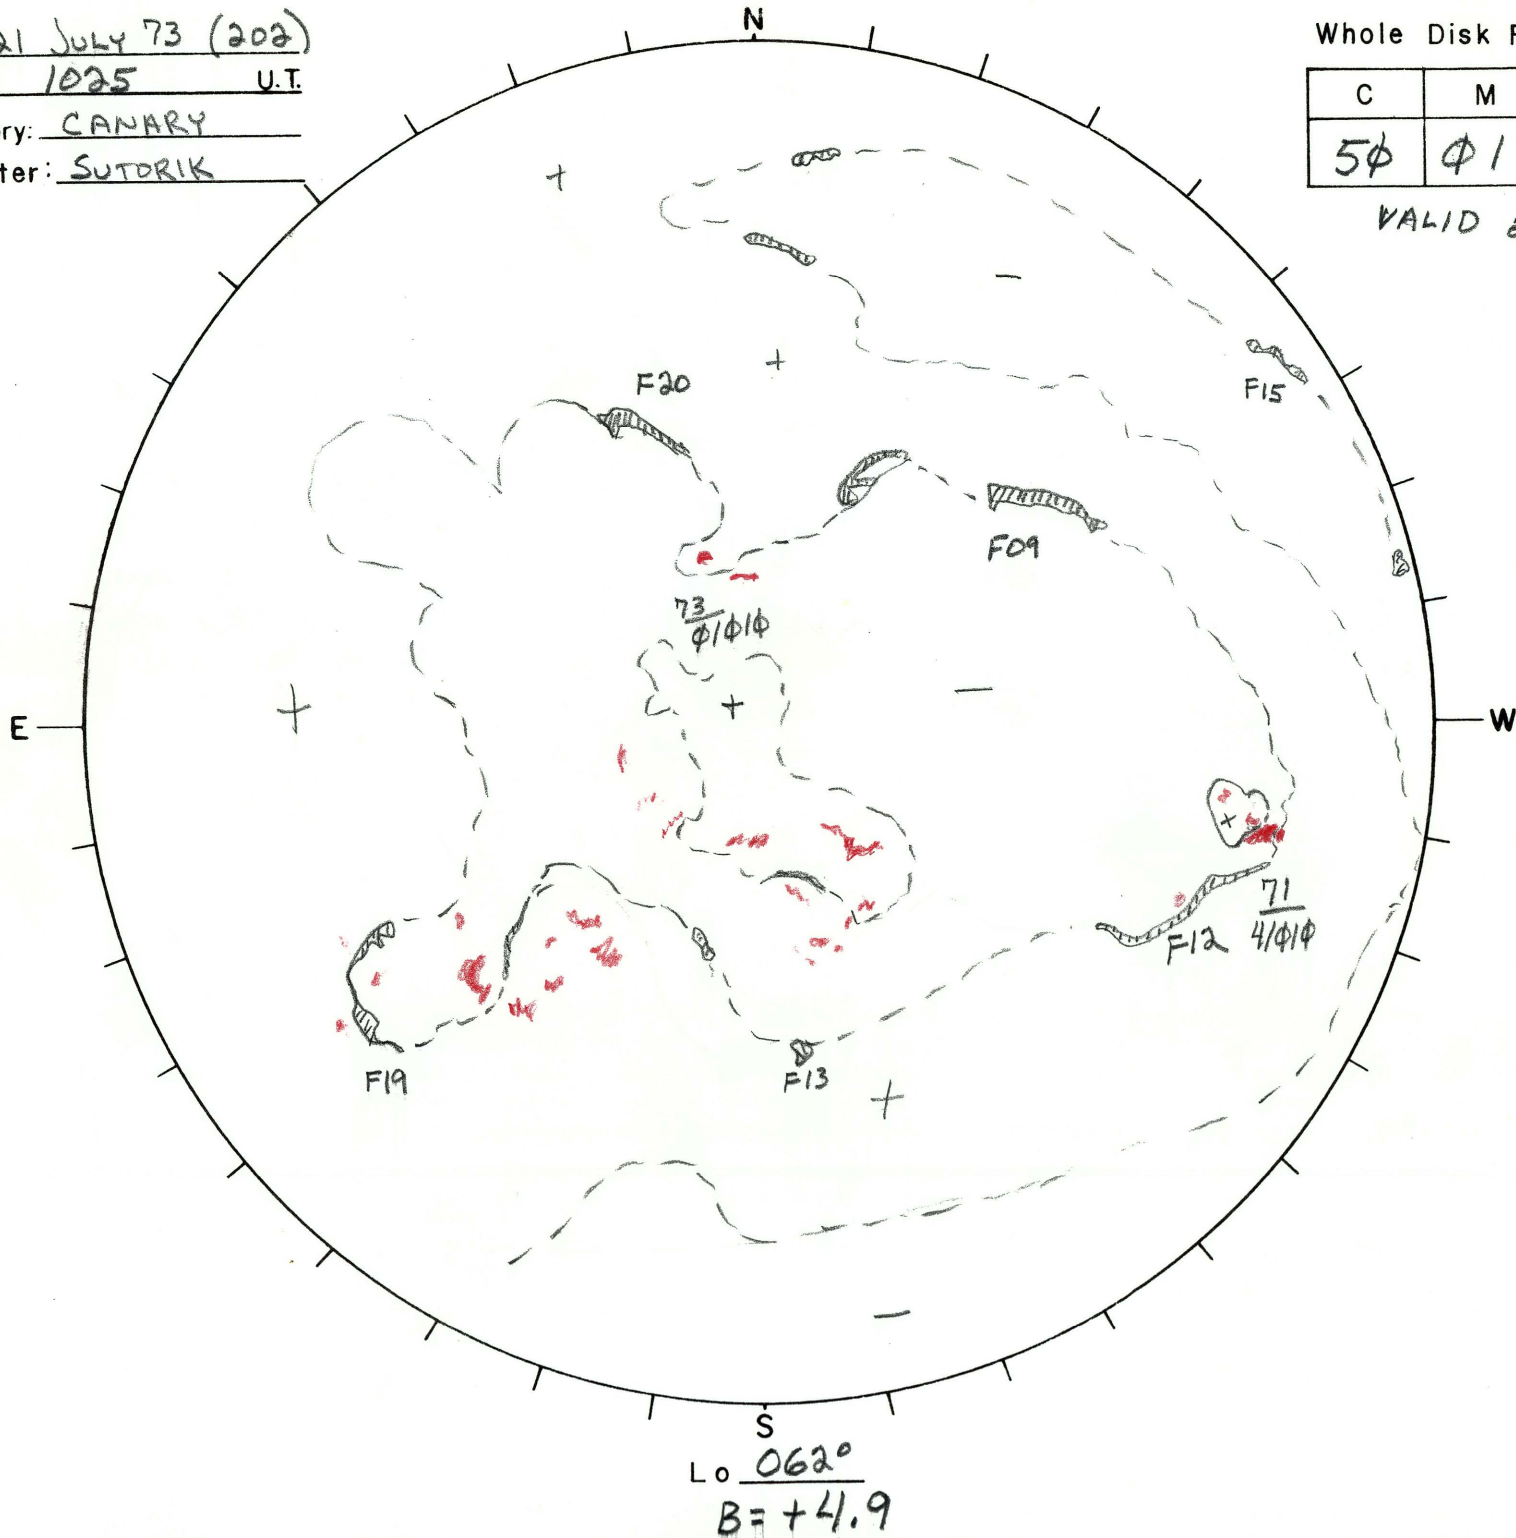 21 JULY 73 (202)
1025 U.T.
ry: CANARY
ter: SUTORIK
N
Whole Disk F
C M
5ϕ ϕ1
VALID
+
-
+
F20
F15
F09
73
ϕ1ϕ1ϕ
+
+
-
E
W
+
71
4/ϕ1ϕ
F12
F19
F13
+
-
S
Lo 062°
B= +4.9